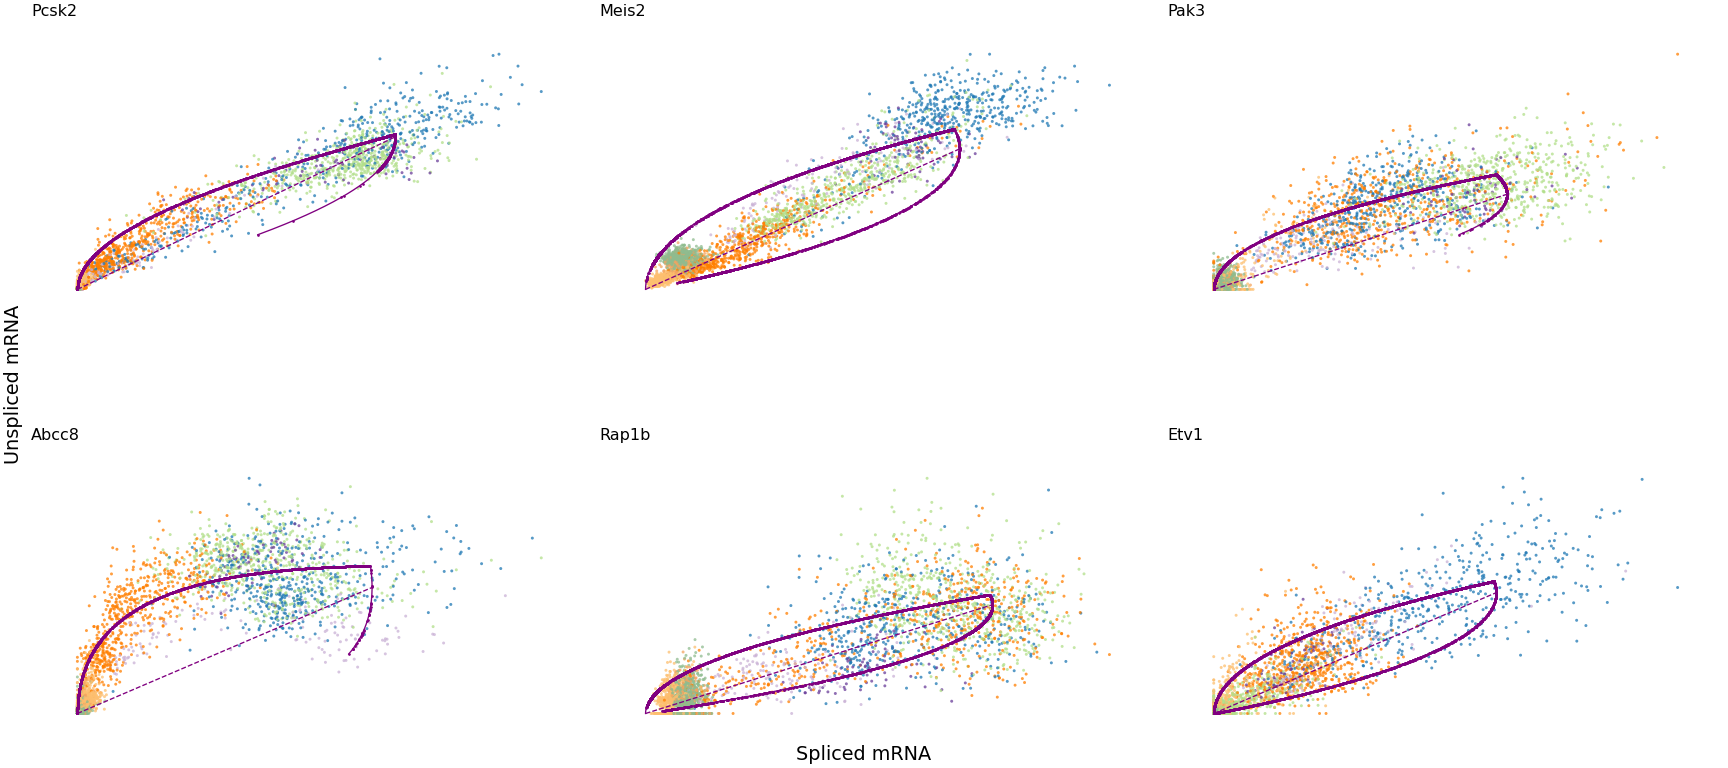 Pcsk2
Meis2
Pak3
Unspliced mRNA
Abcc8
Rap1b
Etv1
Spliced mRNA